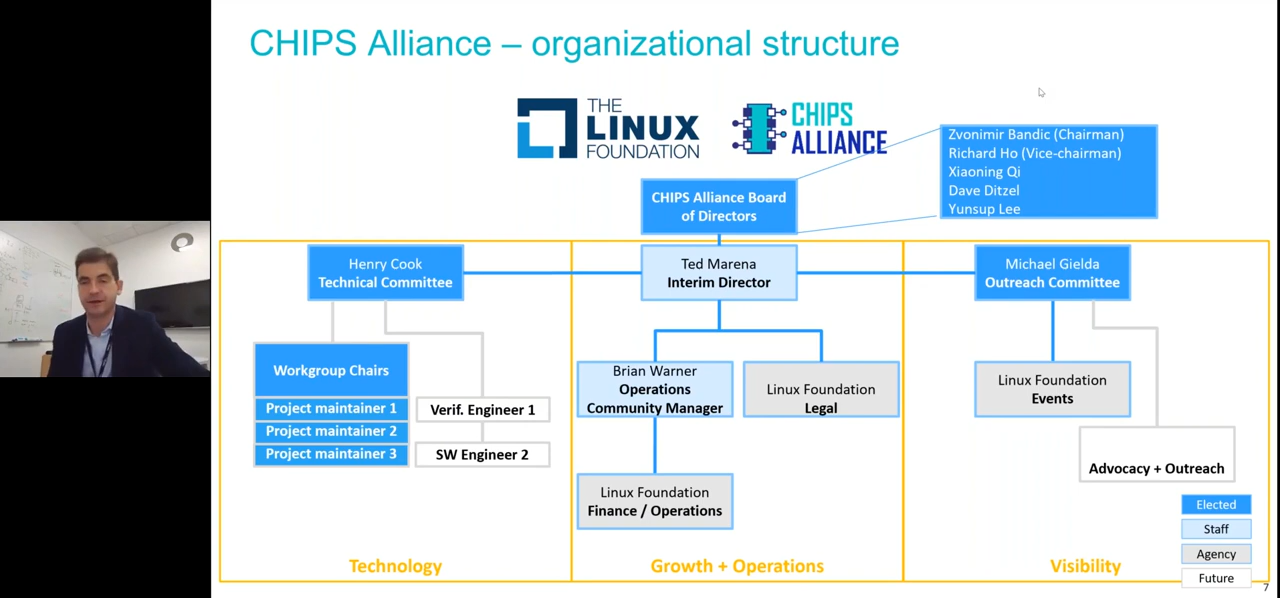 CHIPS Alliance – organizational structure
THE
LINUX
FOUNDATION
CHIPS
ALLIANCE
Zvonimir Bandic (Chairman)
Richard Ho (Vice-chairman)
Xiaoning Qi
Dave Ditzel
Yunsup Lee
CHIPS Alliance Board
of Directors
Henry Cook
Technical Committee
Ted Marena
Interim Director
Michael Gielda
Outreach Committee
Workgroup Chairs
Project maintainer 1
Project maintainer 2
Project maintainer 3
Verif. Engineer 1
SW Engineer 2
Brian Warner
Operations
Community Manager
Linux Foundation
Legal
Linux Foundation
Finance / Operations
Linux Foundation
Events
Advocacy + Outreach
Elected
Staff
Agency
Future
Technology
Growth + Operations
Visibility
7